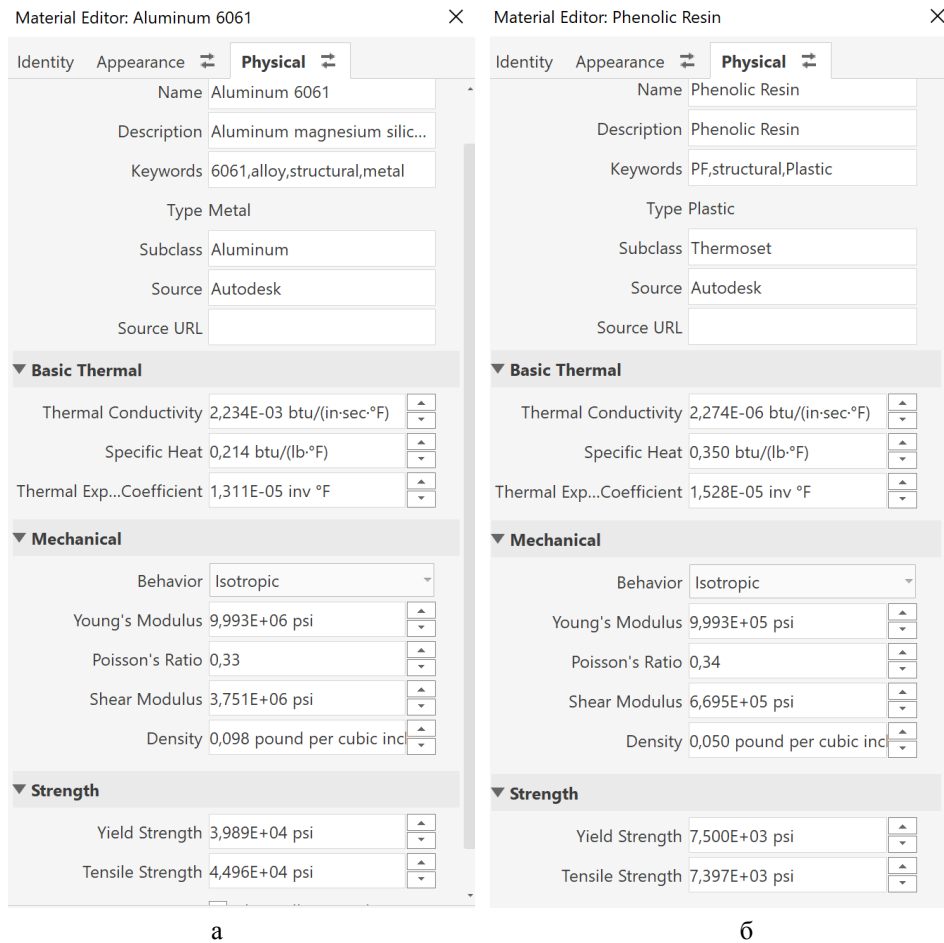 Material Editor: Aluminum 6061
Identity Appearance Physical
Name Aluminum 6061
Description Aluminum magnesium silic...
Keywords 6061,alloy,structural,metal
Type Metal
Subclass Aluminum
Source Autodesk
Source URL
Basic Thermal
Thermal Conductivity 2,234E-03 btu/(in·sec·°F)
Specific Heat 0,214 btu/(lb·°F)
Thermal Exp...Coefficient 1,311E-05 inv °F
Mechanical
Behavior Isotropic
Young's Modulus 9,993E+06 psi
Poisson's Ratio 0,33
Shear Modulus 3,751E+06 psi
Density 0,098 pound per cubic incl
Strength
Yield Strength 3,989E+04 psi
Tensile Strength 4,496E+04 psi
а
Material Editor: Phenolic Resin
Identity Appearance Physical
Name Phenolic Resin
Description Phenolic Resin
Keywords PF,structural,Plastic
Type Plastic
Subclass Thermoset
Source Autodesk
Source URL
Basic Thermal
Thermal Conductivity 2,274E-06 btu/(in·sec·°F)
Specific Heat 0,350 btu/(lb·°F)
Thermal Exp...Coefficient 1,528E-05 inv °F
Mechanical
Behavior Isotropic
Young's Modulus 9,993E+05 psi
Poisson's Ratio 0,34
Shear Modulus 6,695E+05 psi
Density 0,050 pound per cubic incl
Strength
Yield Strength 7,500E+03 psi
Tensile Strength 7,397E+03 psi
б